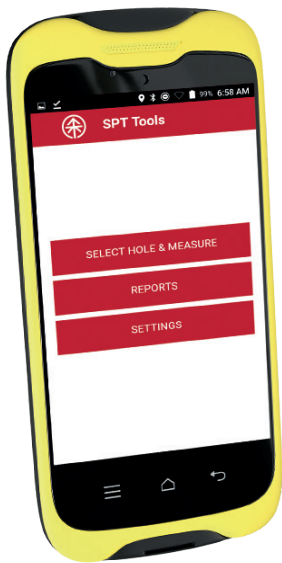 99% 6:58 AM
SPT Tools
SELECT HOLE & MEASURE
REPORTS
SETTINGS